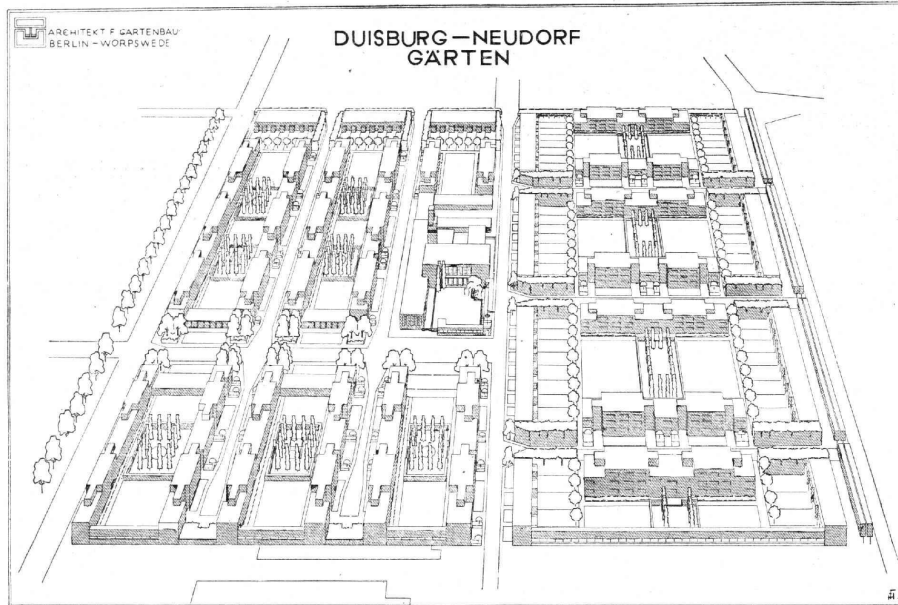 ARCHITEKT F. GARTENBAU
BERLIN – WORPSWEDE
DUISBURG – NEUDORF
GÄRTEN